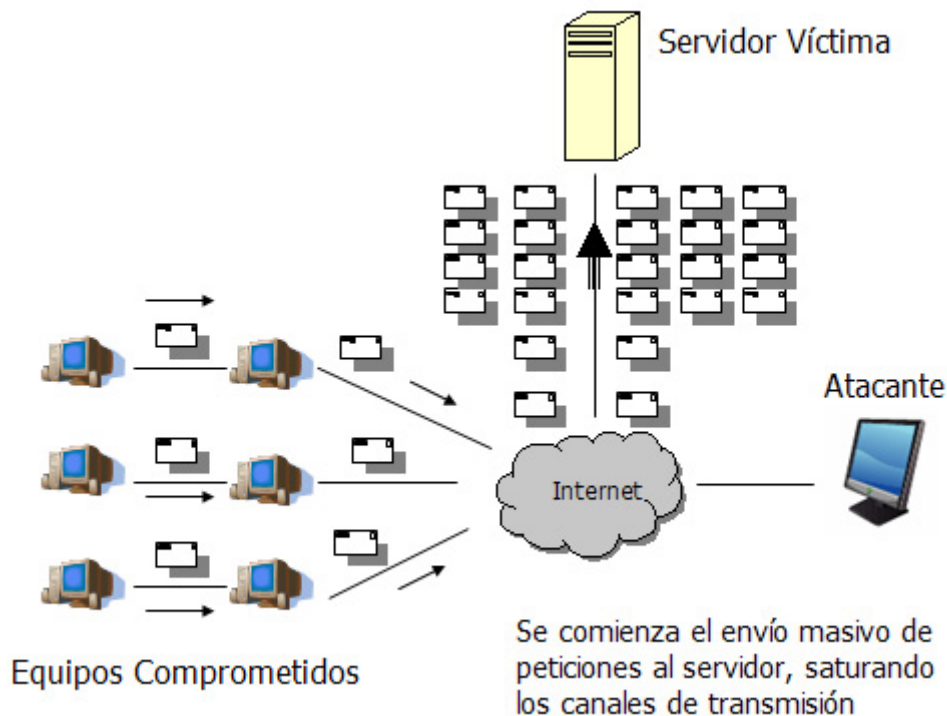 Servidor Víctima
Atacante
Internet
Equipos Comprometidos
Se comienza el envío masivo de
peticiones al servidor, saturando
los canales de transmisión